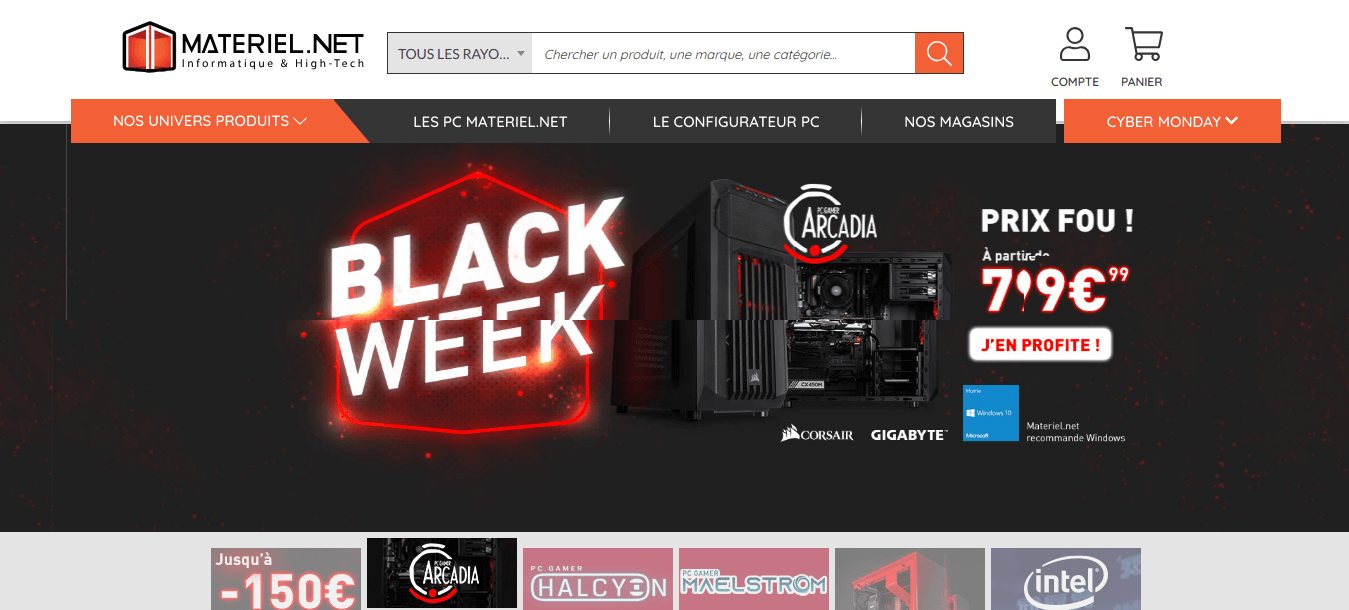 MATERIEL.NET
Informatique & High-Tech
TOUS LES RAYO...
Chercher un produit, une marque, une catégorie...
COMPTE
PANIER
NOS UNIVERS PRODUITS
LES PC MATERIEL.NET
LE CONFIGURATEUR PC
NOS MAGASINS
CYBER MONDAY
BLACK
WEEK
PC GAMER
ARCADIA
PRIX FOU !
À partir de
€99
J'EN PROFITE !
CX450M
CORSAIR
GIGABYTE™
Home
Windows 10
Microsoft
Materiel.net
recommande Windows
Jusqu'à
-150€
PC GAMER
ARCADIA
PC GAMER
HALCYON
PC GAMER
MAELSTROM
intel